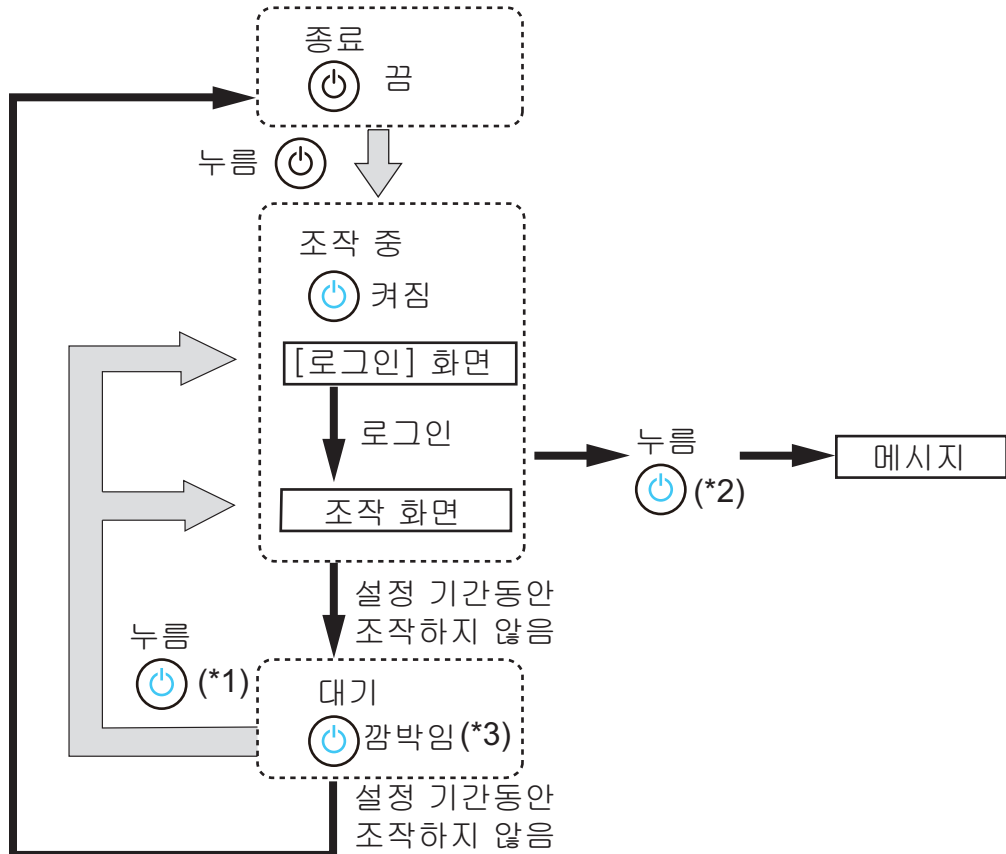 종료
끔
누름
조작 중
켜짐
[로그인] 화면
로그인
조작 화면
누름
(*2)
메시지
설정 기간동안
조작하지 않음
누름
(*1)
대기
깜박임(*3)
설정 기간동안
조작하지 않음